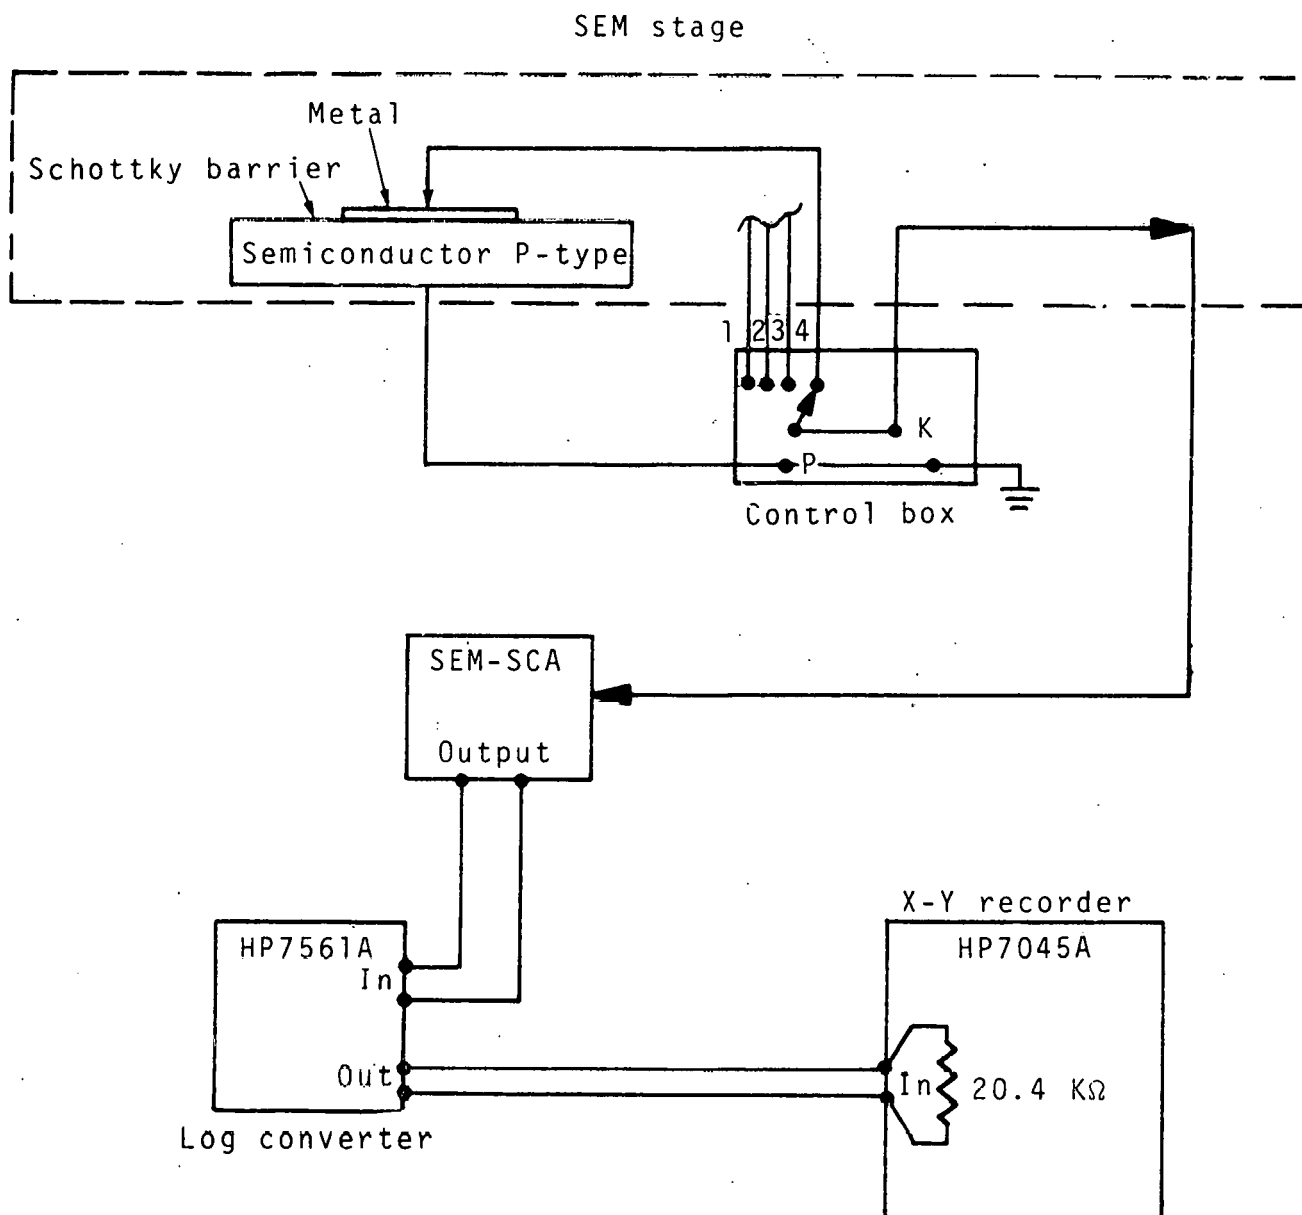 SEM stage
Metal
Schottky barrier
Semiconductor P-type
1 2 3 4
K
P
Control box
SEM-SCA
Output
X-Y recorder
HP7561A
HP7045A
In
Out
In
20.4 KΩ
Log converter